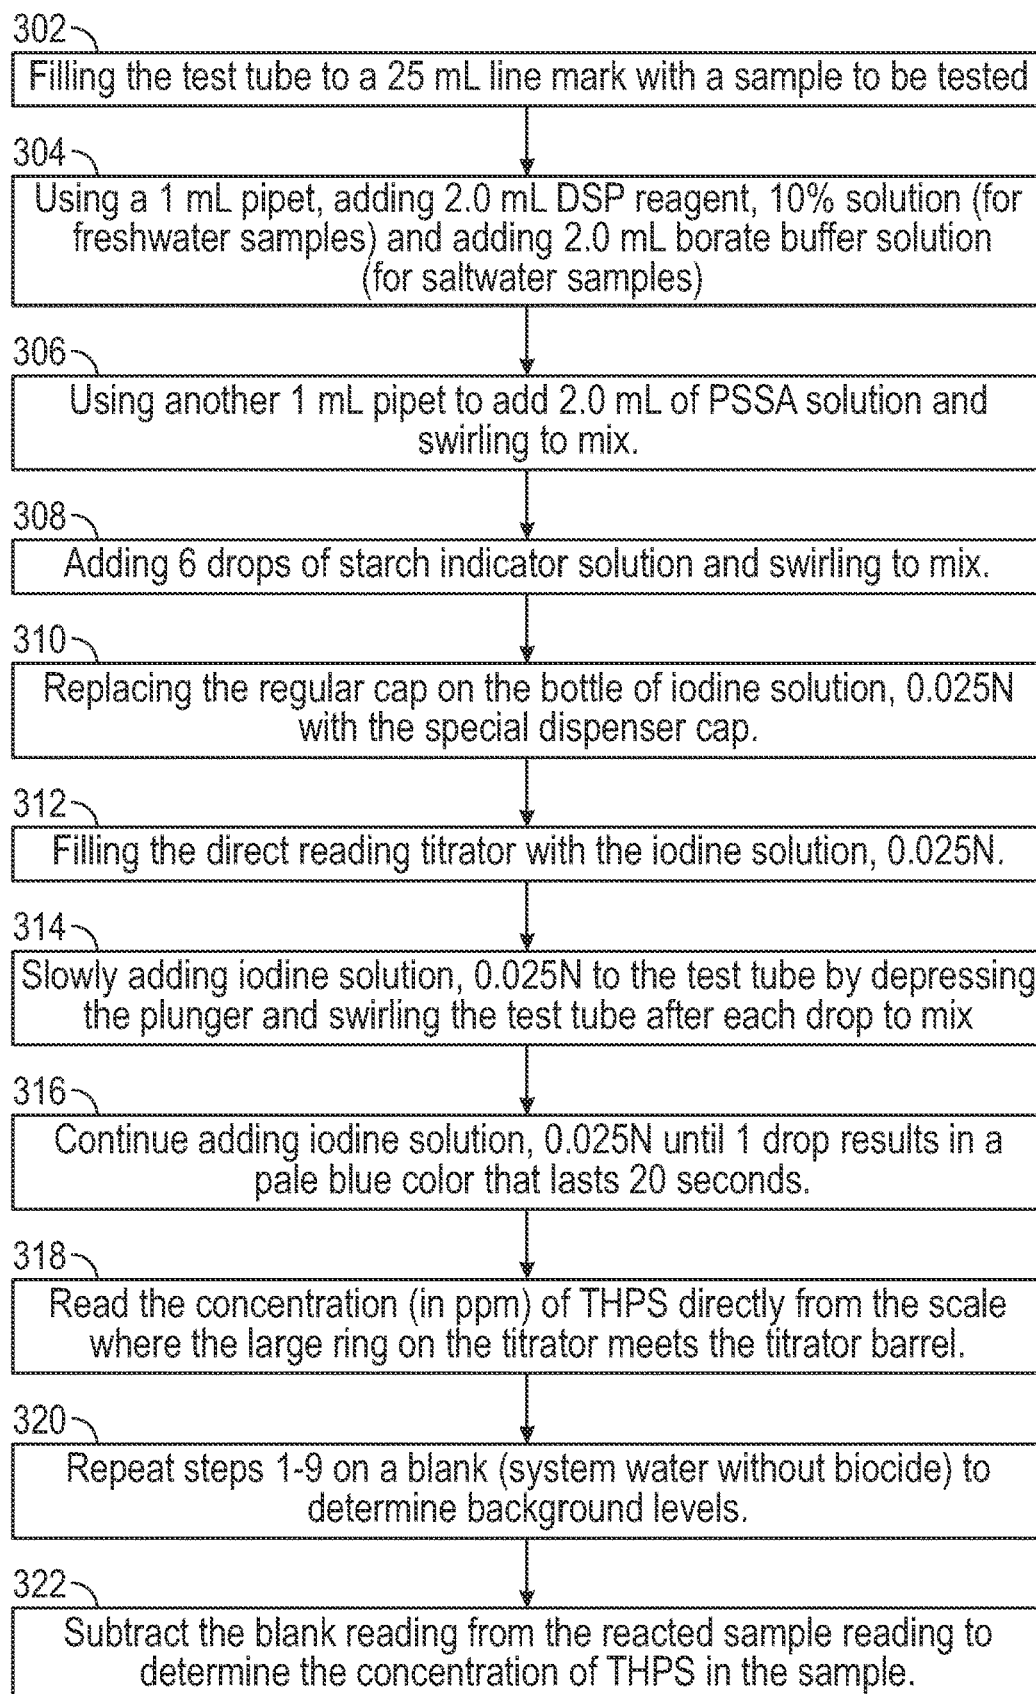 302
Filling the test tube to a 25 mL line mark with a sample to be tested
304
Using a 1 mL pipet, adding 2.0 mL DSP reagent, 10% solution (for
freshwater samples) and adding 2.0 mL borate buffer solution
(for saltwater samples)
306
Using another 1 mL pipet to add 2.0 mL of PSSA solution and
swirling to mix.
308
Adding 6 drops of starch indicator solution and swirling to mix.
310
Replacing the regular cap on the bottle of iodine solution, 0.025N
with the special dispenser cap.
312
Filling the direct reading titrator with the iodine solution, 0.025N.
314
Slowly adding iodine solution, 0.025N to the test tube by depressing
the plunger and swirling the test tube after each drop to mix
316
Continue adding iodine solution, 0.025N until 1 drop results in a
pale blue color that lasts 20 seconds.
318
Read the concentration (in ppm) of THPS directly from the scale
where the large ring on the titrator meets the titrator barrel.
320
Repeat steps 1-9 on a blank (system water without biocide) to
determine background levels.
322
Subtract the blank reading from the reacted sample reading to
determine the concentration of THPS in the sample.